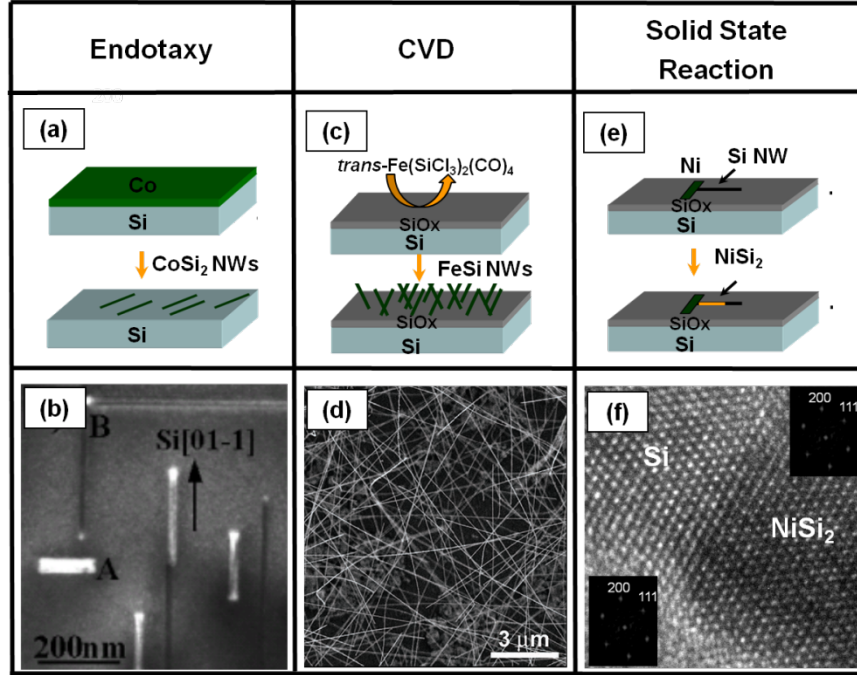 Endotaxy
CVD
Solid State
Reaction
(a)
Co
Si
CoSi₂ NWs
Si
(c)
trans-Fe(SiCl₃)₂(CO)₄
SiOx
Si
FeSi NWs
SiOx
Si
(e)
Ni
Si NW
SiOx
Si
NiSi₂
SiOx
Si
(b)
B
Si[01-1]
A
200nm
(d)
3 μm
(f)
200
111
Si
NiSi₂
200
111